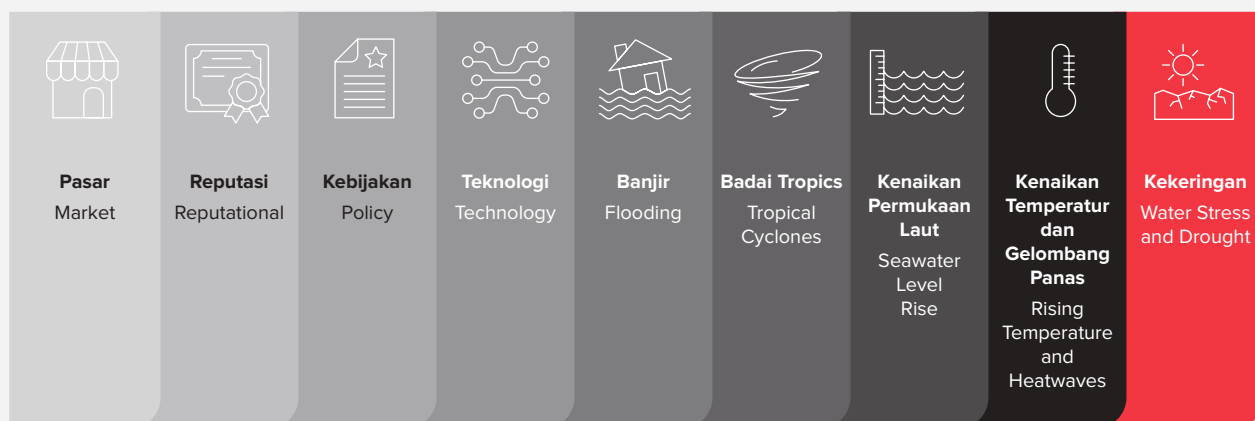 Pasar
Market
Reputasi
Reputational
Kebijakan
Policy
Teknologi
Technology
Banjir
Flooding
Badai Tropics
Tropical
Cyclones
Kenaikan
Permukaan
Laut
Seawater
Level
Rise
Kenaikan
Temperatur
dan
Gelombang
Panas
Rising
Temperature
and
Heatwaves
Kekeringan
Water Stress
and Drought